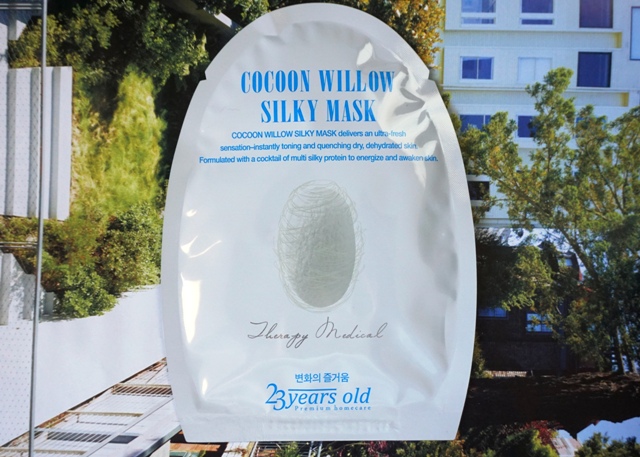 COCOON WILLOW
SILKY MASK
COCOON WILLOW SILKY MASK delivers an ultra-fresh
sensation-instantly toning and quenching dry, dehydrated skin.
Formulated with a cocktail of multi silky protein to energize and awaken skin.
Therapy Medical
변화의 즐거움
23years old
Premium homecare